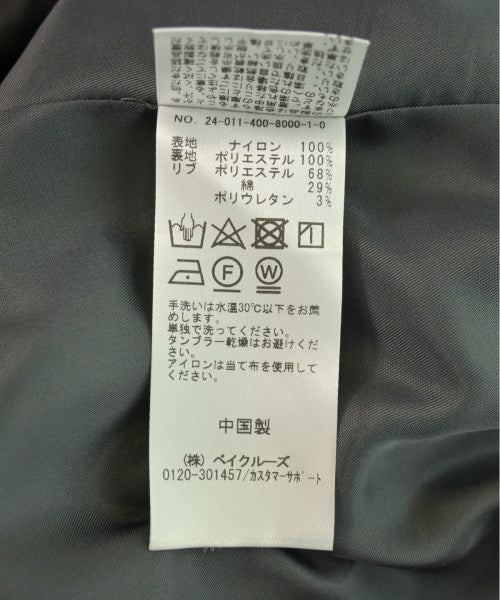 NO. 24-011-400-8000-1-0
表地 ナイロン 100%
裏地 ポリエステル 100%
リブ ポリエステル 68%
綿 29%
ポリウレタン 3%
F W
手洗いは水温30℃以下をお薦
めします。
単独で洗ってください。
タンブラー乾燥はお避けくだ
さい。
アイロンは当て布を使用して
ください。
中国製
(株) ベイクルーズ
0120-301457/カスタマーサポート